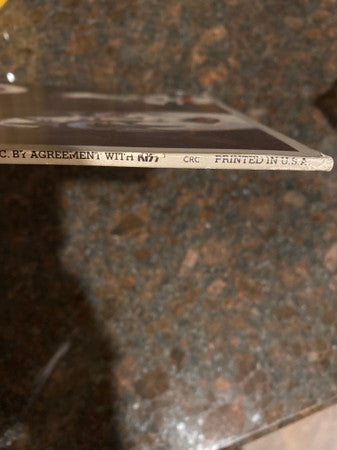 C. BY AGREEMENT WITH KISS CRC PRINTED IN U.S.A.